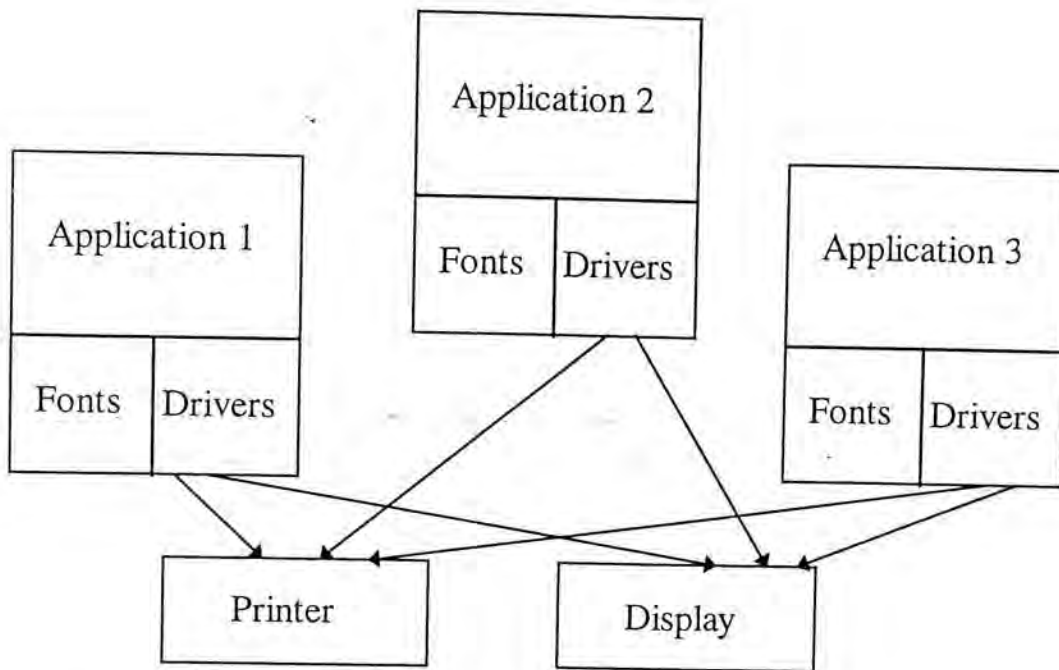 Application 2
Application 1
Application 3
Fonts Drivers
Fonts Drivers
Fonts Drivers
Printer
Display